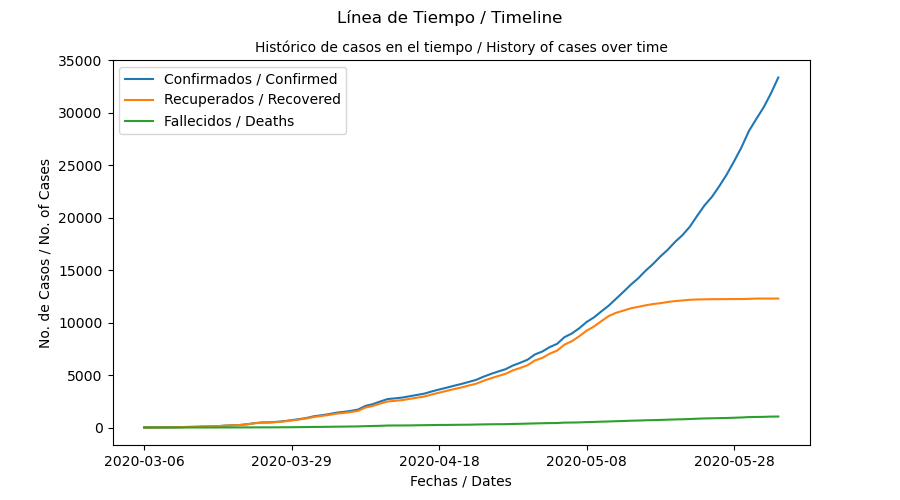 Línea de Tiempo / Timeline
Histórico de casos en el tiempo / History of cases over time
35000
30000
25000
20000
15000
10000
5000
0
No. de Casos / No. of Cases
Confirmados / Confirmed
Recuperados / Recovered
Fallecidos / Deaths
2020-03-06 2020-03-29 2020-04-18 2020-05-08 2020-05-28
Fechas / Dates